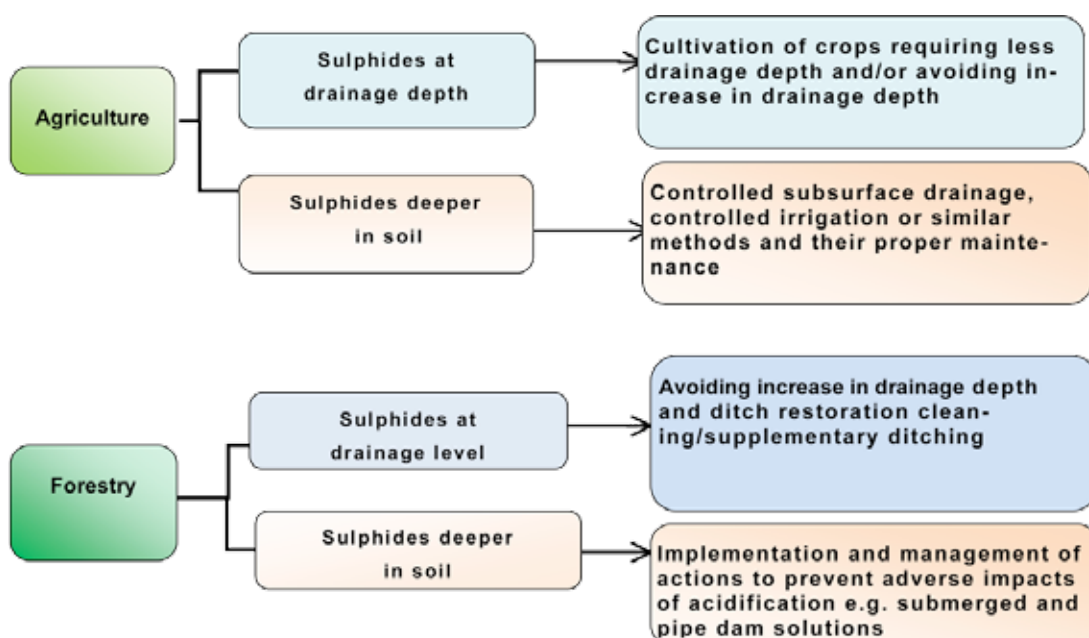 Agriculture
Sulphides at
drainage depth
Cultivation of crops requiring less
drainage depth and/or avoiding in-
crease in drainage depth
Sulphides deeper
in soil
Controlled subsurface drainage,
controlled irrigation or similar
methods and their proper mainte-
nance
Forestry
Sulphides at
drainage level
Avoiding increase in drainage depth
and ditch restoration clean-
ing/supplementary ditching
Sulphides deeper
in soil
Implementation and management of
actions to prevent adverse impacts
of acidification e.g. submerged and
pipe dam solutions